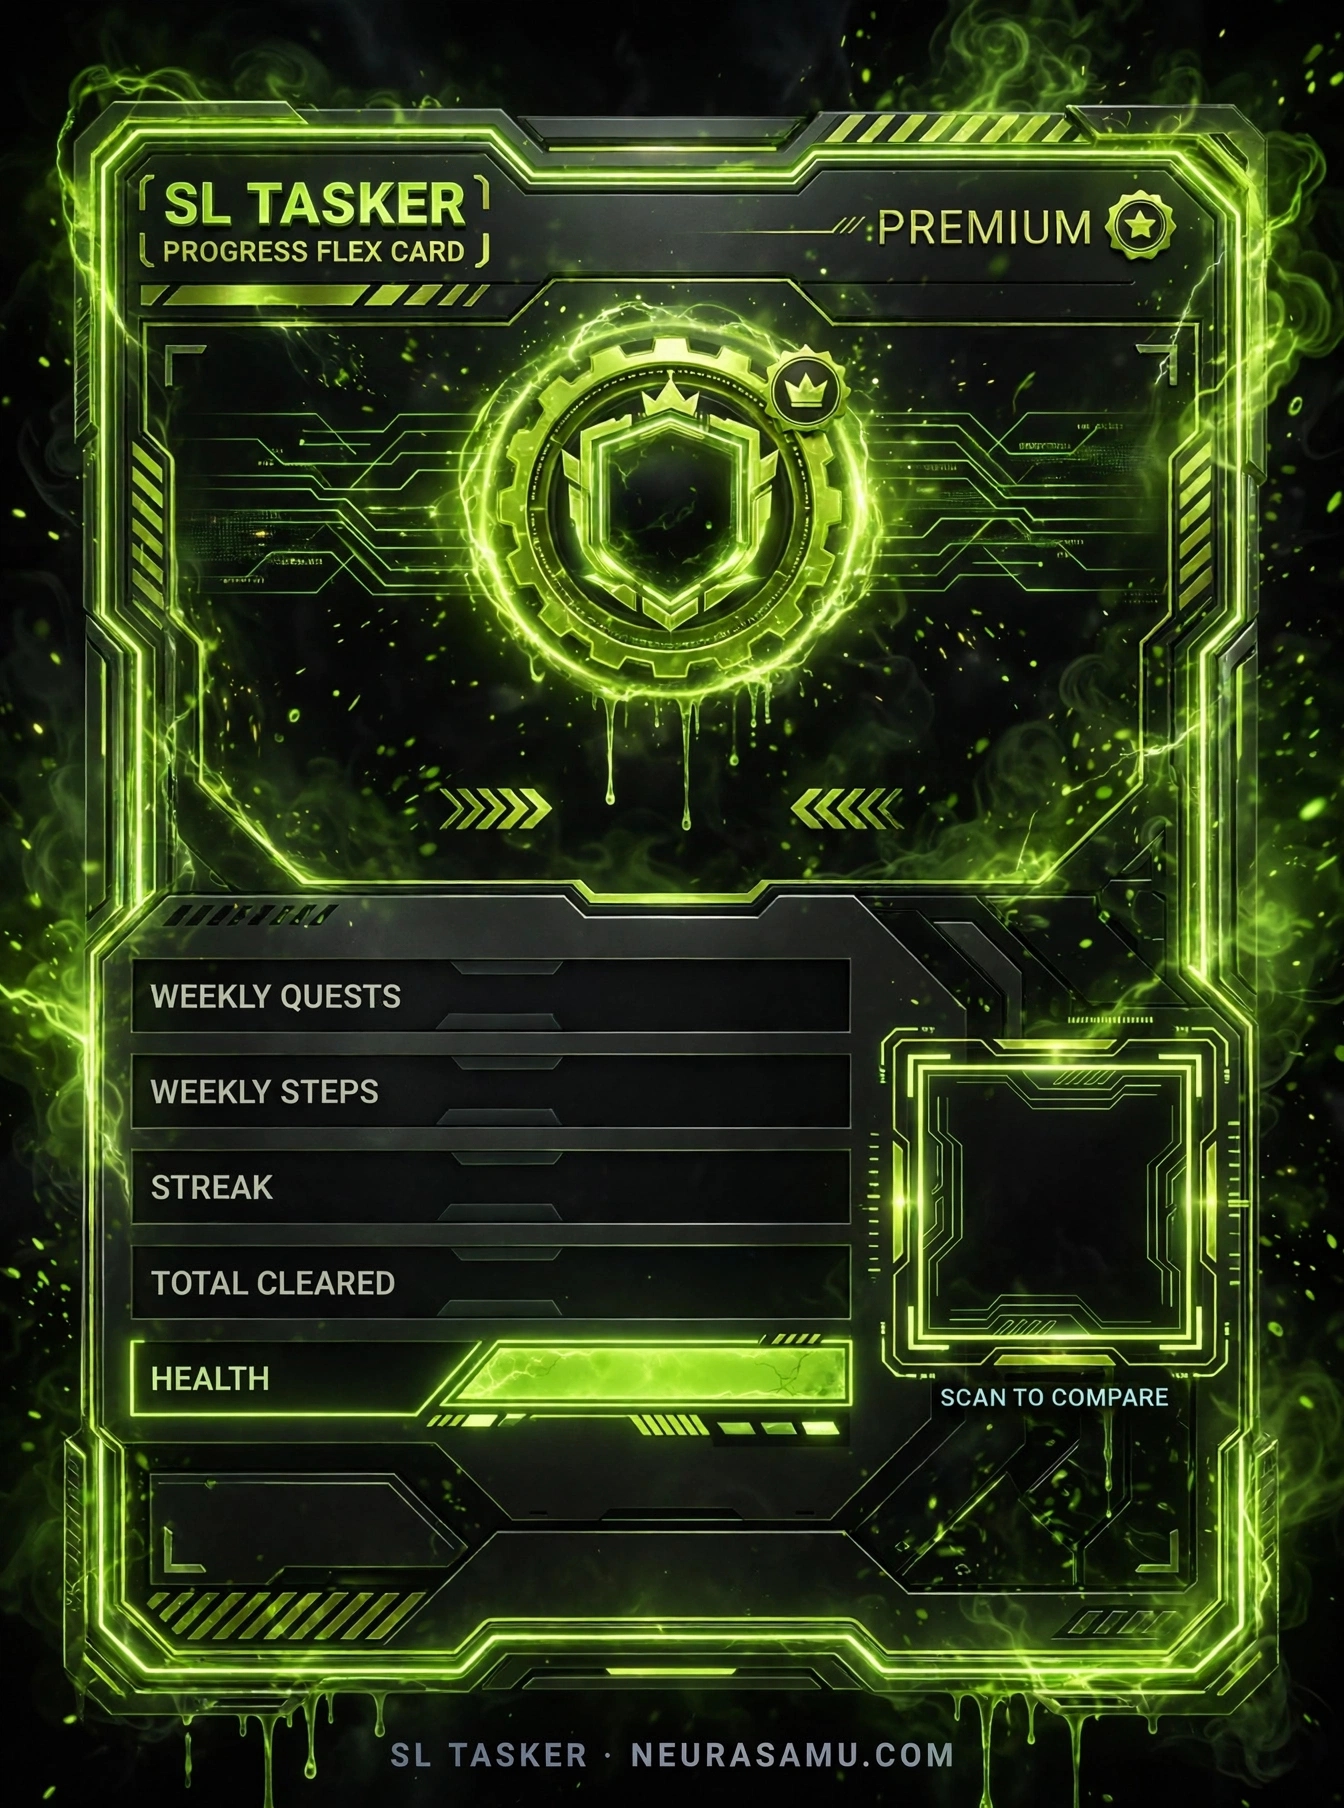 SL TASKER
PROGRESS FLEX CARD
PREMIUM
WEEKLY QUESTS
WEEKLY STEPS
STREAK
TOTAL CLEARED
HEALTH
SCAN TO COMPARE
SL TASKER · NEURASAMU.COM